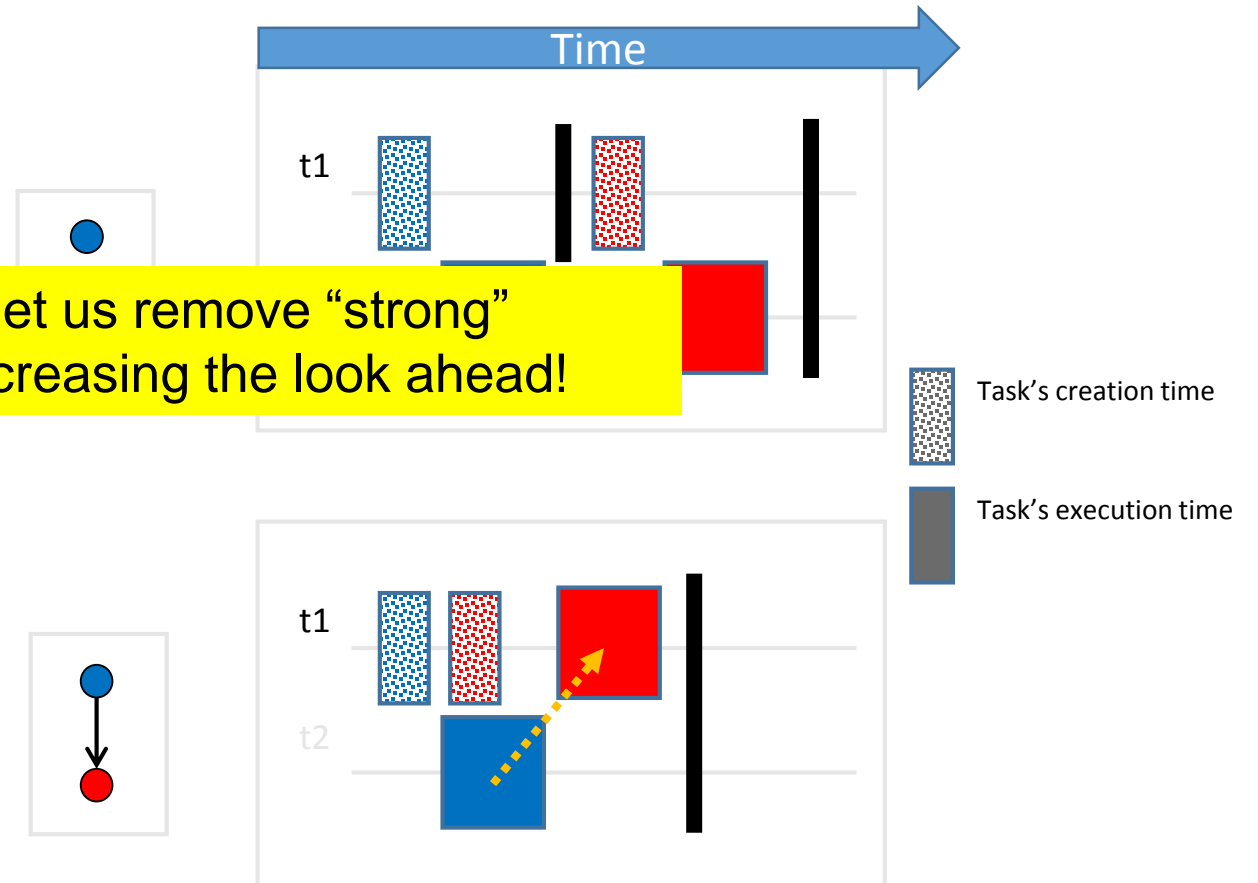 Time
t1
et us remove “strong”
creasing the look ahead!
Task’s creation time
Task’s execution time
t1
t2